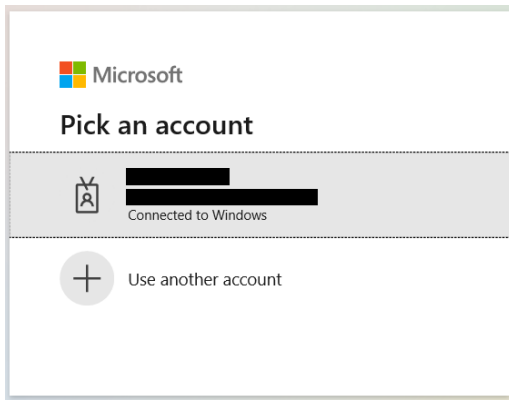 Microsoft
Pick an account
Connected to Windows
Use another account